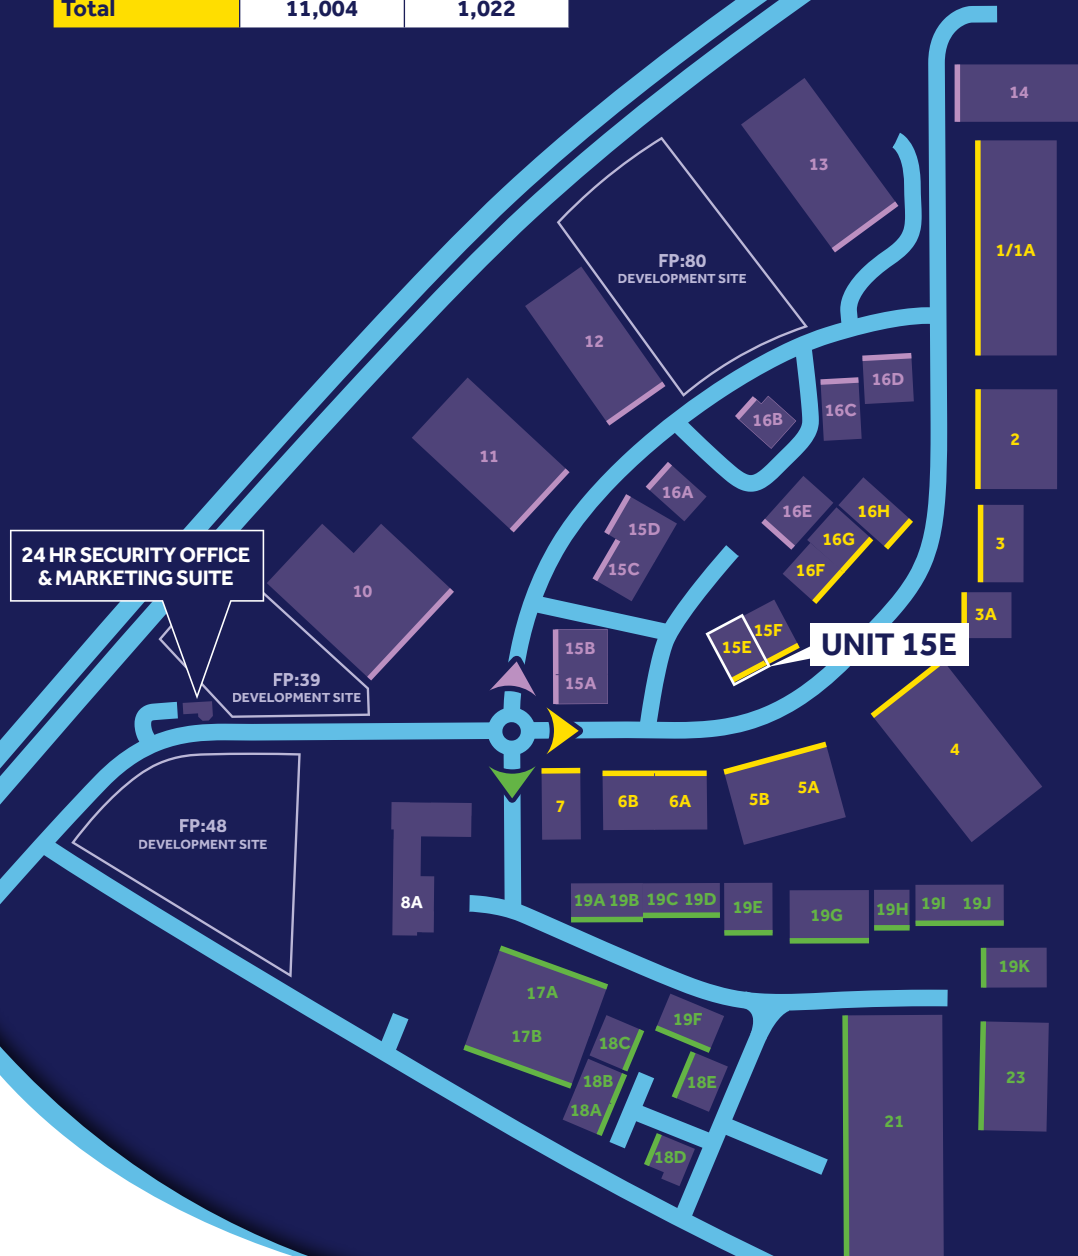 Total 11,004 1,022
14
13
1/1A
FP:80
DEVELOPMENT SITE
12
16D
16C
16B
2
11
16A
16E
16H
15D
16G
3
15C
16F
24 HR SECURITY OFFICE
& MARKETING SUITE
10
3A
15F
15E
UNIT 15E
15B
15A
FP:39
DEVELOPMENT SITE
4
5A
5B
7
6B
6A
FP:48
DEVELOPMENT SITE
8A
19A 19B 19C 19D
19E
19G
19H
19I 19J
19K
17A
17B
19F
18C
18B
18E
18A
23
21
18D